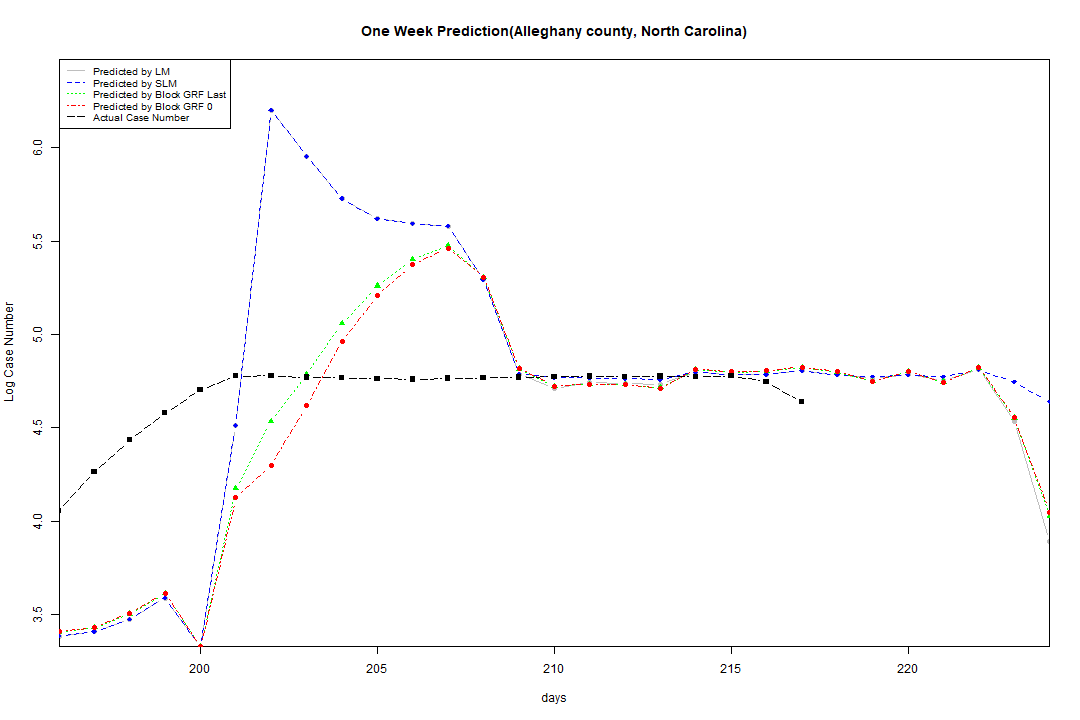 One Week Prediction(Alleghany county, North Carolina)
Predicted by LM
Predicted by SLM
Predicted by Block GRF Last
Predicted by Block GRF 0
Actual Case Number
6.0
5.5
5.0
4.5
4.0
3.5
Log Case Number
200 205 210 215 220
days